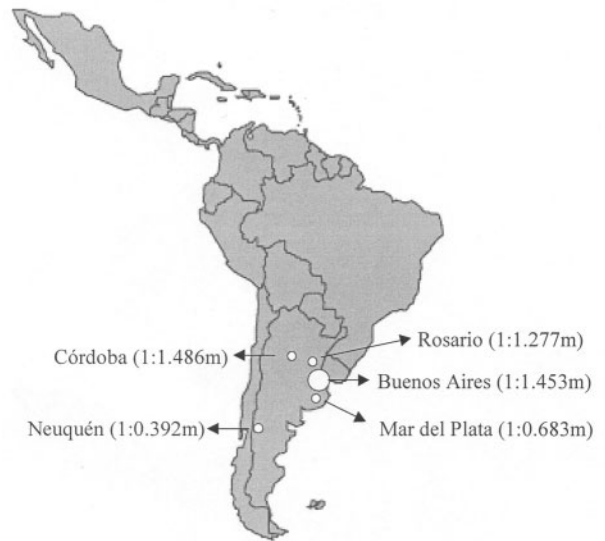 Rosario (1:1.277m)
Córdoba (1:1.486m)
Buenos Aires (1:1.453m)
Neuquén (1:0.392m)
Mar del Plata (1:0.683m)